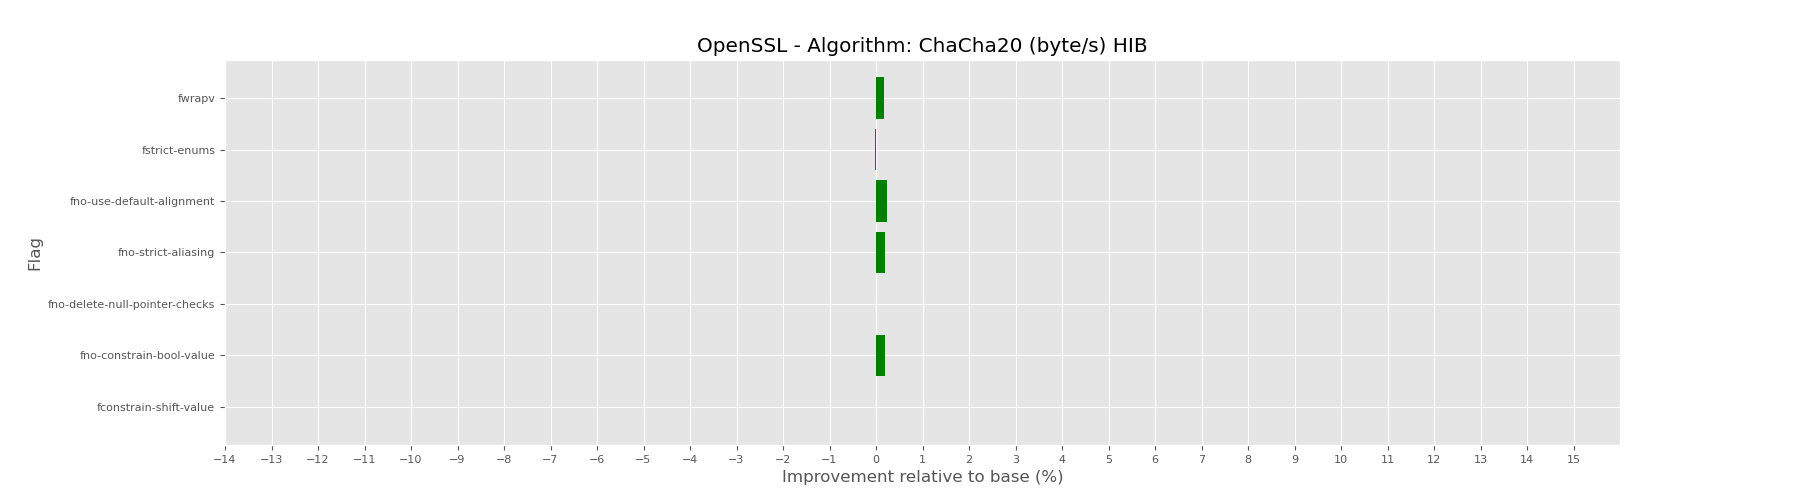 OpenSSL - Algorithm: ChaCha20 (byte/s) HIB
Flag
fwrapv
fstrict-enums
fno-use-default-alignment
fno-strict-aliasing
fno-delete-null-pointer-checks
fno-constrain-bool-value
fconstrain-shift-value
−14 −13 −12 −11 −10 −9 −8 −7 −6 −5 −4 −3 −2 −1 0 1 2 3 4 5 6 7 8 9 10 11 12 13 14 15
Improvement relative to base (%)